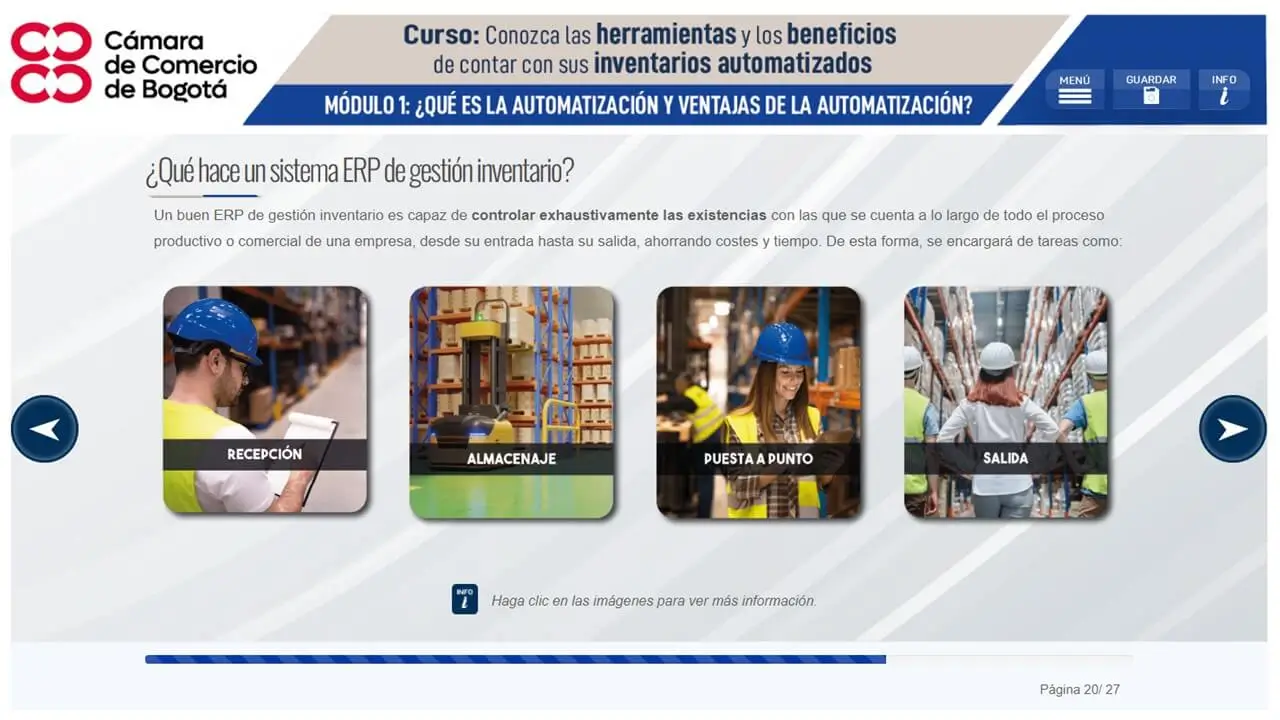 Cámara
de Comercio
de Bogotá
Curso: Conozca las herramientas y los beneficios
de contar con sus inventarios automatizados
MÓDULO 1: ¿QUÉ ES LA AUTOMATIZACIÓN Y VENTAJAS DE LA AUTOMATIZACIÓN?
MENÚ
GUARDAR
INFO
¿Qué hace un sistema ERP de gestión inventario?
Un buen ERP de gestión inventario es capaz de controlar exhaustivamente las existencias con las que se cuenta a lo largo de todo el proceso
productivo o comercial de una empresa, desde su entrada hasta su salida, ahorrando costes y tiempo. De esta forma, se encargará de tareas como:
RECEPCIÓN
ALMACENAJE
PUESTA A PUNTO
SALIDA
INFO
Haga clic en las imágenes para ver más información.
Página 20/ 27